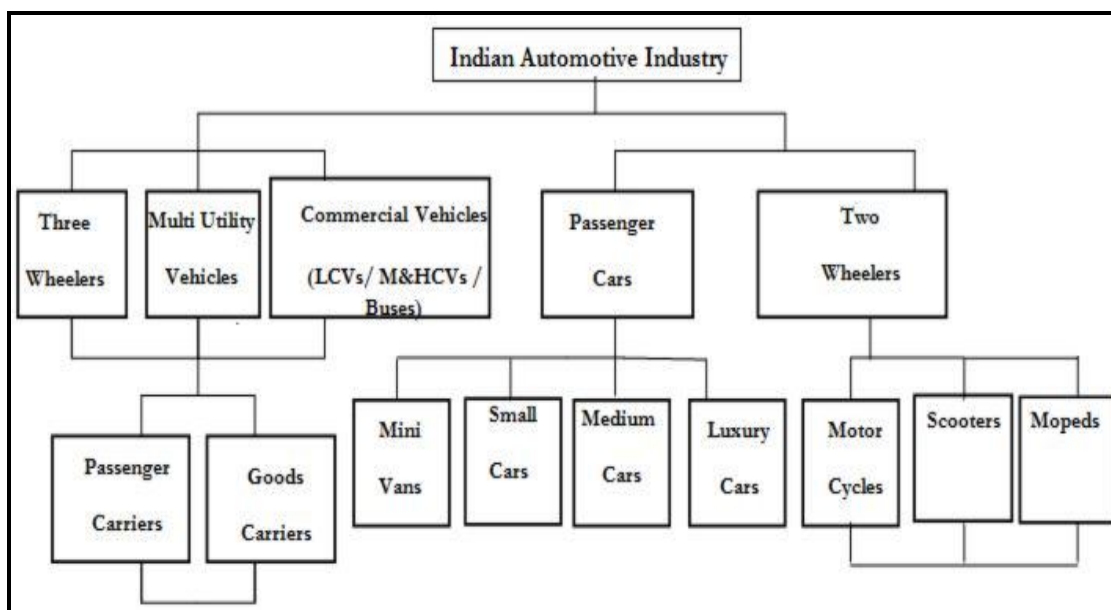 Indian Automotive Industry
Three
Wheelers
Multi Utility
Vehicles
Commercial Vehicles
(LCVs/ M&HCVs /
Buses)
Passenger
Cars
Two
Wheelers
Passenger
Carriers
Goods
Carriers
Mini
Vans
Small
Cars
Medium
Cars
Luxury
Cars
Motor
Cycles
Scooters
Mopeds